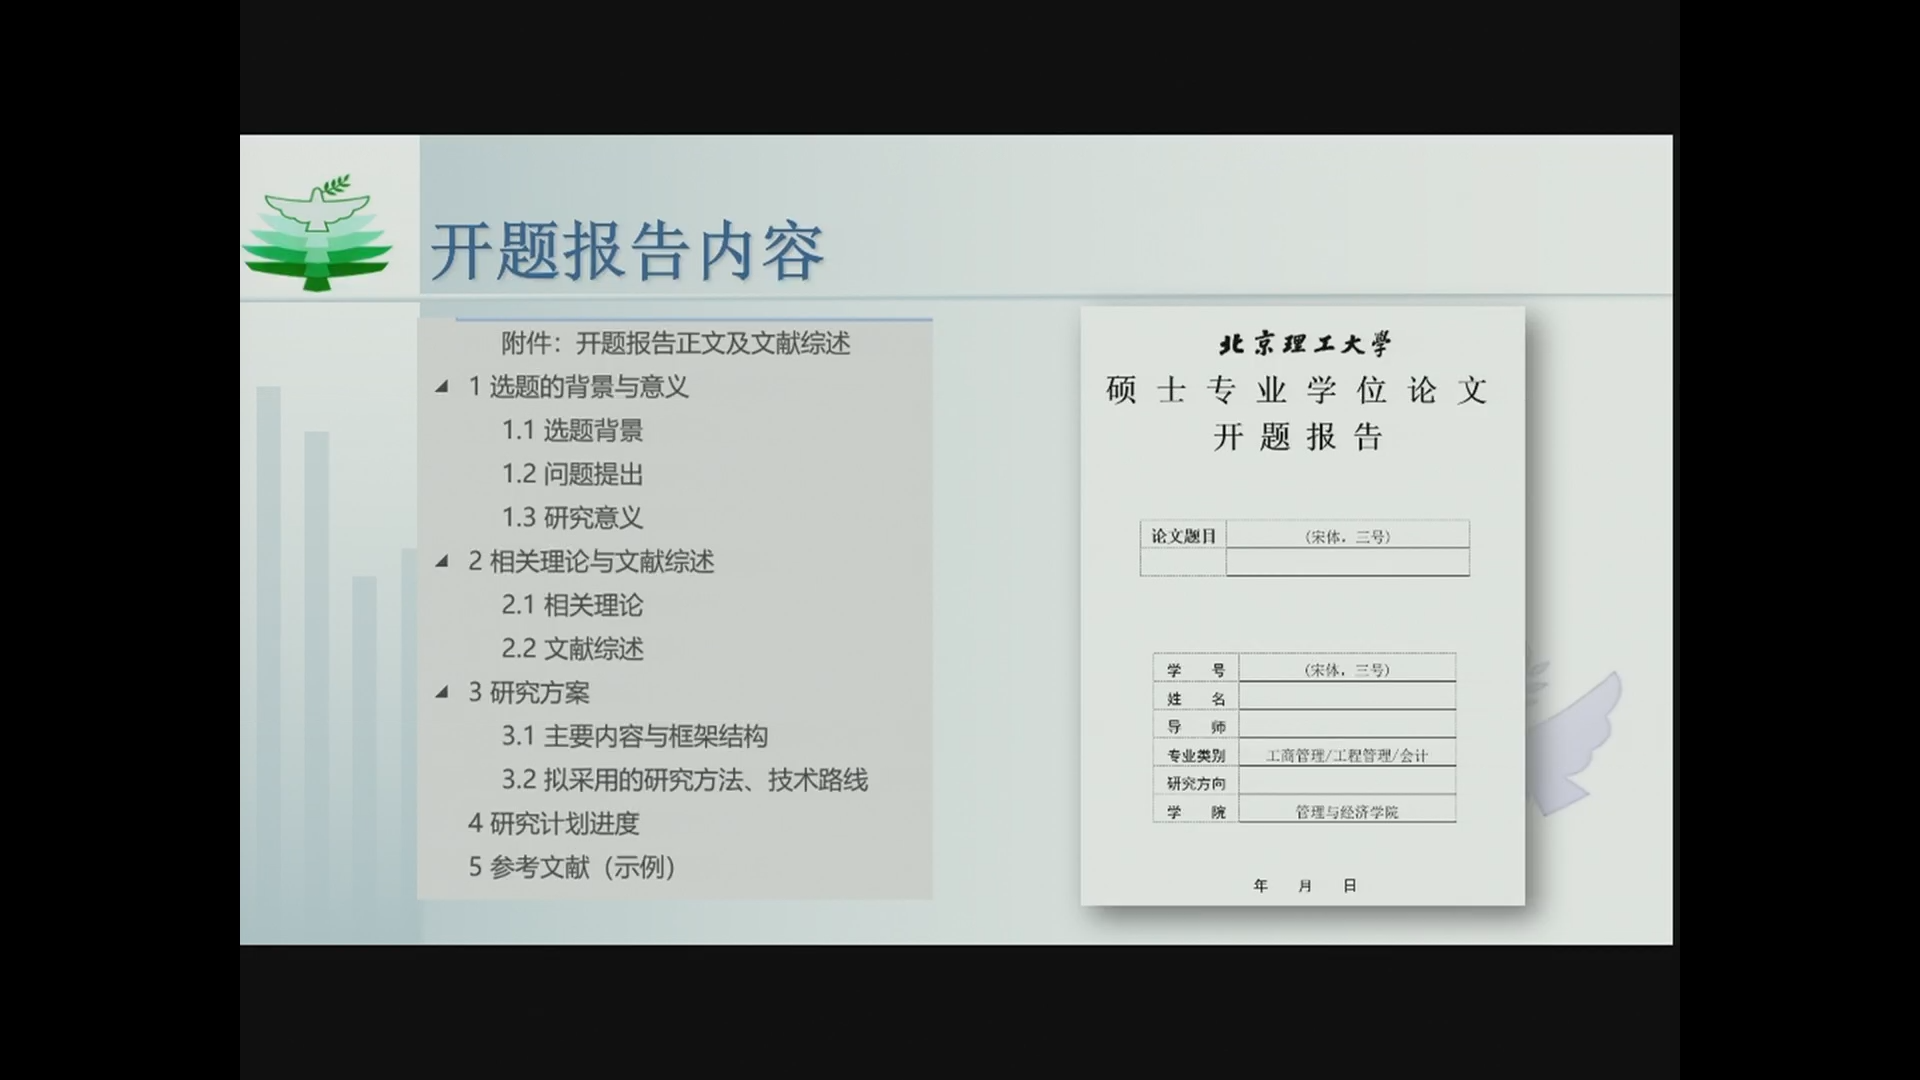 开题报告内容
附件：开题报告正文及文献综述
1 选题的背景与意义
1.1 选题背景
1.2 问题提出
1.3 研究意义
2 相关理论与文献综述
2.1 相关理论
2.2 文献综述
3 研究方案
3.1 主要内容与框架结构
3.2 拟采用的研究方法、技术路线
4 研究计划进度
5 参考文献（示例）
北京理工大学
硕士专业学位论文
开题报告
论文题目 （宋体，三号）
学 号 （宋体，三号）
姓 名
导 师
专业类别 工商管理/工程管理/会计
研究方向
学 院 管理与经济学院
年 月 日